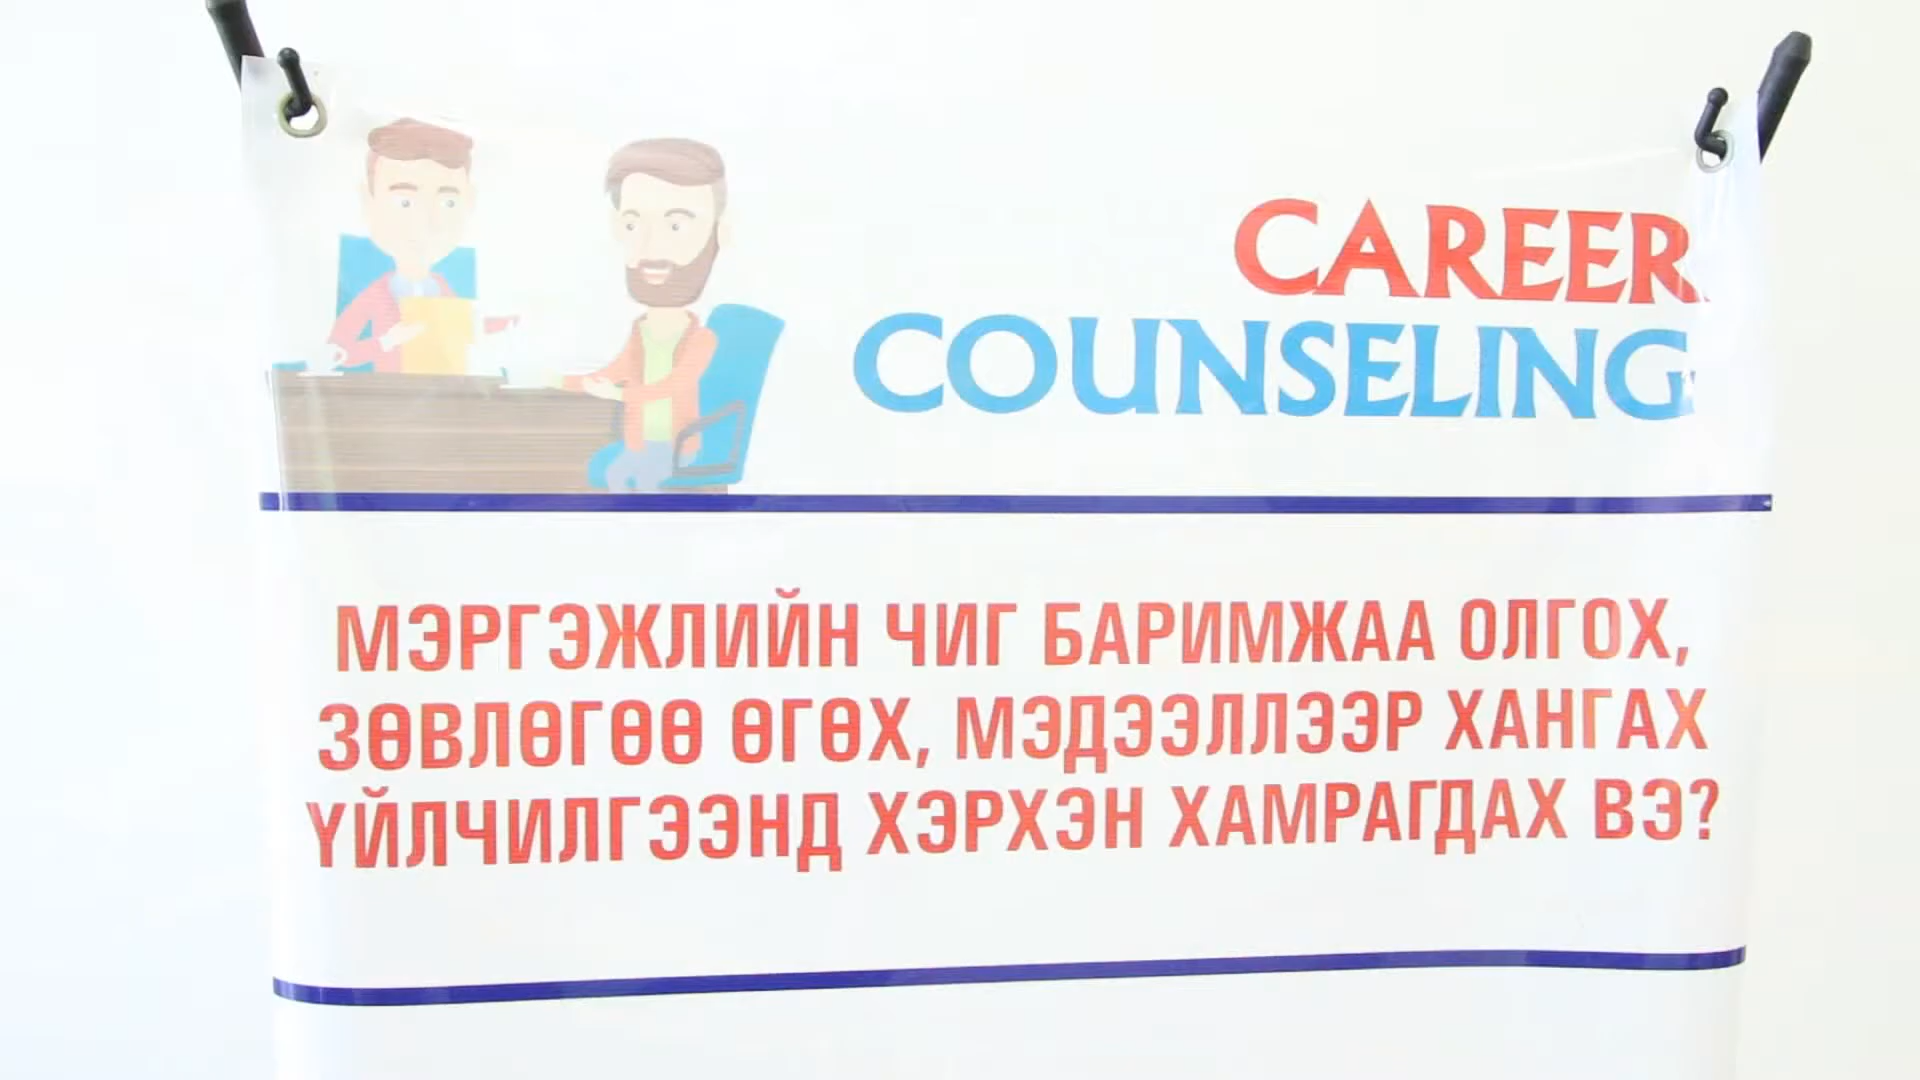 CAREER
COUNSELING
МЭРГЭЖЛИЙН ЧИГ БАРИМЖАА ОЛГОХ,
ЗӨВЛӨГӨӨ ӨГӨХ, МЭДЭЭЛЛЭЭР ХАНГАХ
ҮЙЛЧИЛГЭЭНД ХЭРХЭН ХАМРАГДАХ ВЭ?